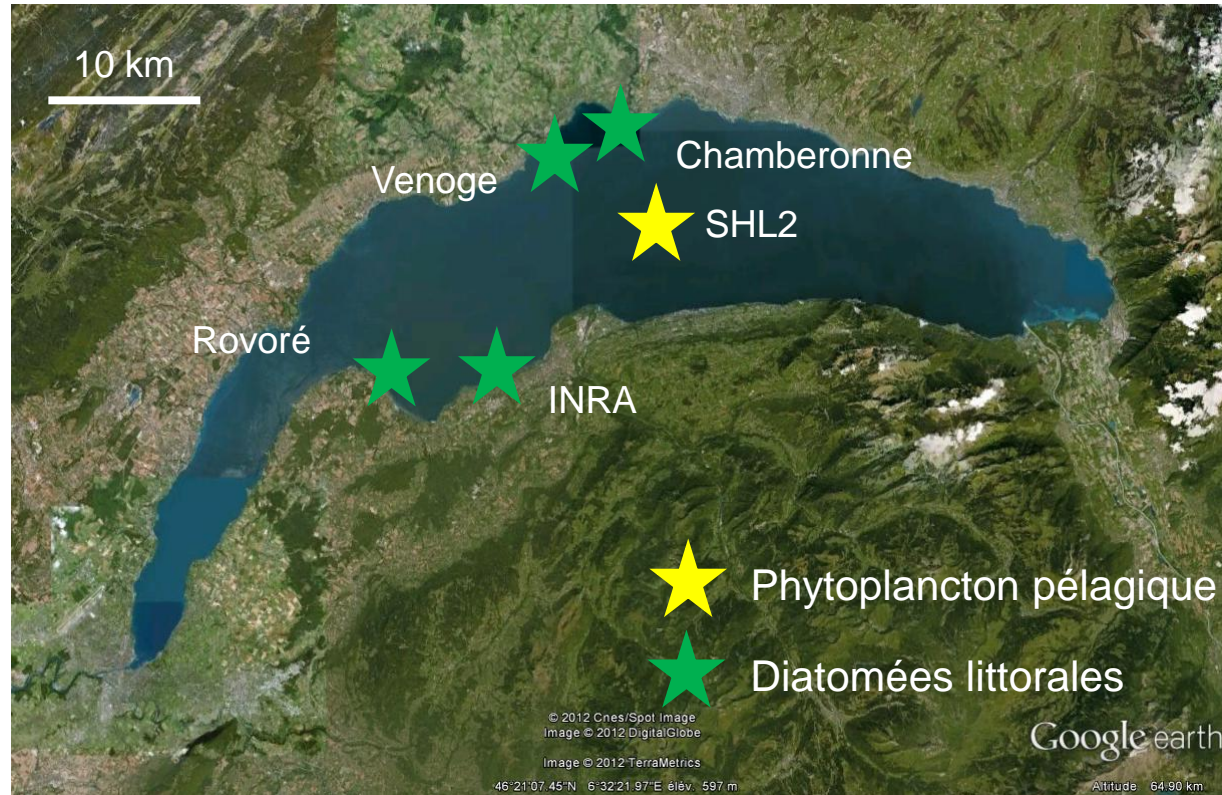 10 km
Chamberonne
Venoge
SHL2
Rovoré
INRA
Phytoplancton pélagique
Diatomées littorales
© 2012 Cnes/Spot Image
Image © 2012 DigitalGlobe
Google earth
Image © 2012 TerraMetrics
46°21'07.45"N 6°32'21.97"E élév. 597 m
Altitude 64.90 km